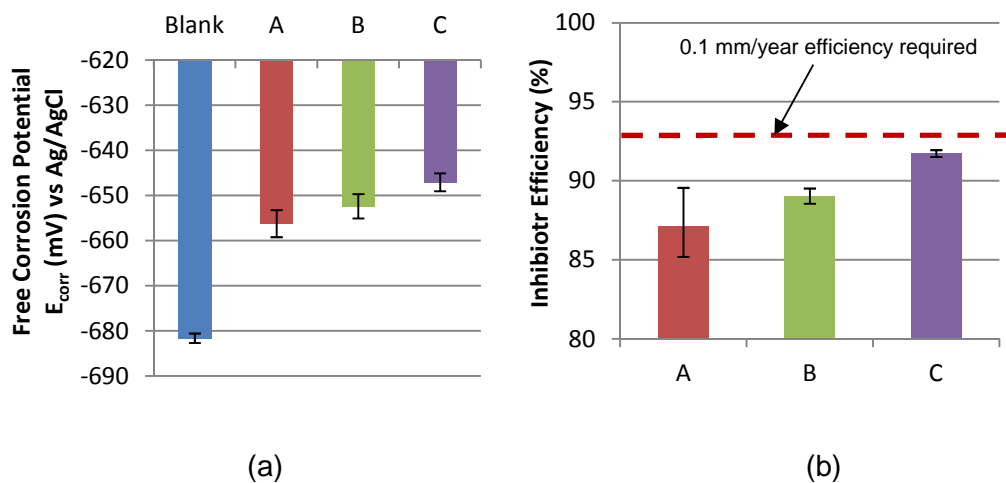 Blank A B C
-620
-630
-640
-650
-660
-670
-680
-690
Free Corrosion Potential
E_corr (mV) vs Ag/AgCl
(a)
100
95
90
85
80
Inhibiotr Efficiency (%)
0.1 mm/year efficiency required
A B C
(b)